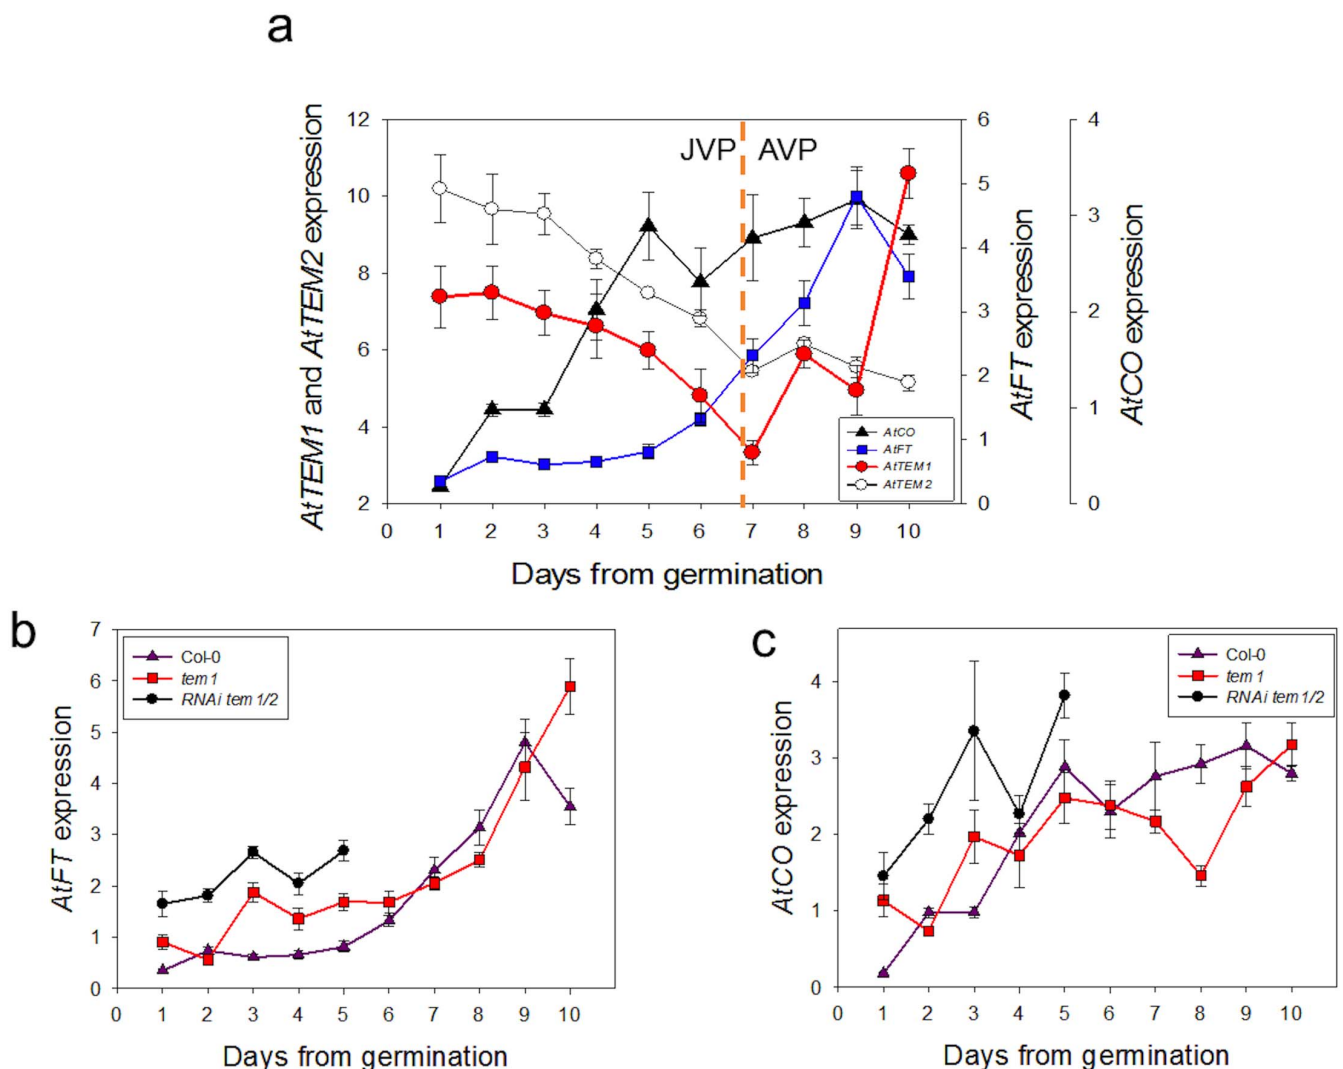 a
AtTEM1 and AtTEM2 expression
12
10
8
6
4
2
JVP
AVP
6
5
4
3
2
1
0
AtFT expression
4
3
2
1
0
AtCO expression
AtCO
AtFT
AtTEM1
AtTEM2
0 1 2 3 4 5 6 7 8 9 10
Days from germination
b
AtFT expression
7
6
5
4
3
2
1
0
Col-0
tem1
RNAi tem1/2
0 1 2 3 4 5 6 7 8 9 10
Days from germination
c
AtCO expression
4
3
2
1
0
Col-0
tem1
RNAi tem1/2
0 1 2 3 4 5 6 7 8 9 10
Days from germination